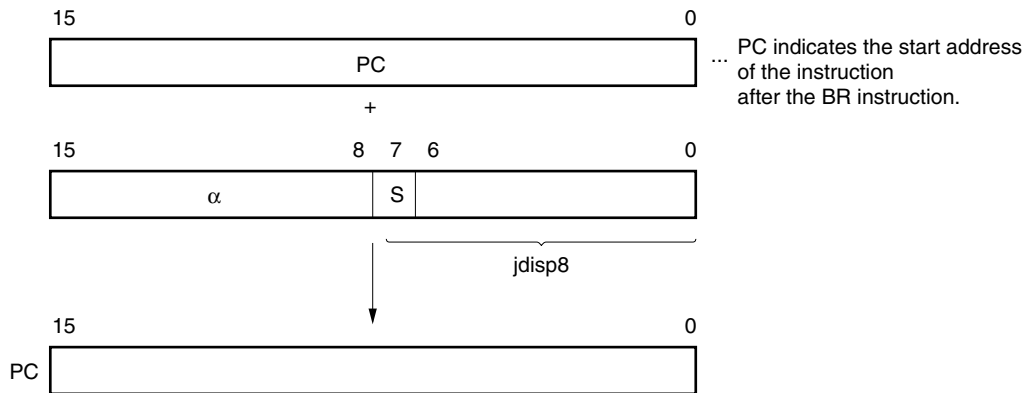 15 0
PC
... PC indicates the start address
of the instruction
after the BR instruction.
+
15 8 7 6 0
α S
jdisp8
15 0
PC